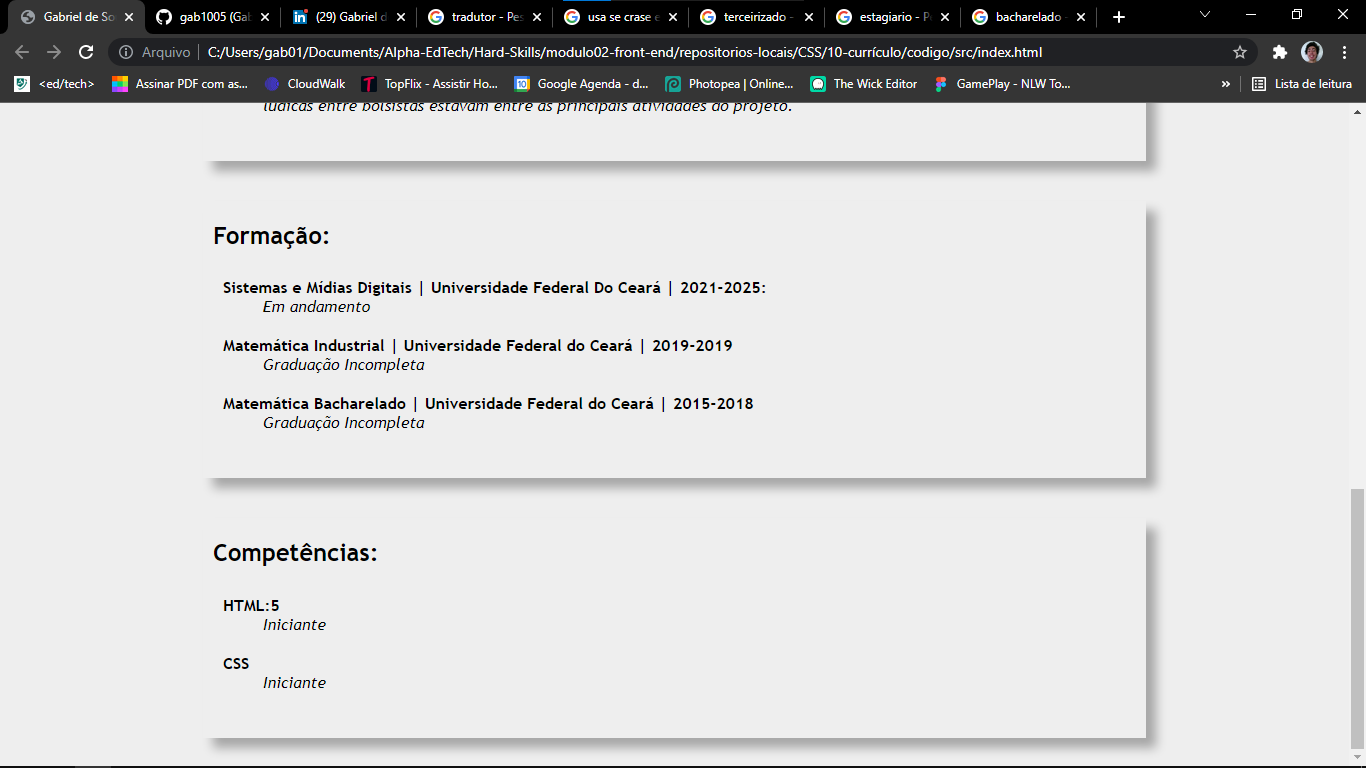 Gabriel de So
gab1005 (Gal
(29) Gabriel d
tradutor - Pes
usa se crase e
terceirizado -
estagiario - P
bacharelado -
Arquivo
C:/Users/gab01/Documents/Alpha-EdTech/Hard-Skills/modulo02-front-end/repositorios-locais/CSS/10-currículo/codigo/src/index.html
<ed/tech>
Assinar PDF com as...
CloudWalk
TopFlix - Assistir Ho...
Google Agenda - d...
Photopea | Online...
The Wick Editor
GamePlay - NLW To...
»
Lista de leitura
lúdicas entre bolsistas estavam entre as principais atividades do projeto.
Formação:
Sistemas e Mídias Digitais | Universidade Federal Do Ceará | 2021-2025:
Em andamento
Matemática Industrial | Universidade Federal do Ceará | 2019-2019
Graduação Incompleta
Matemática Bacharelado | Universidade Federal do Ceará | 2015-2018
Graduação Incompleta
Competências:
HTML:5
Iniciante
CSS
Iniciante